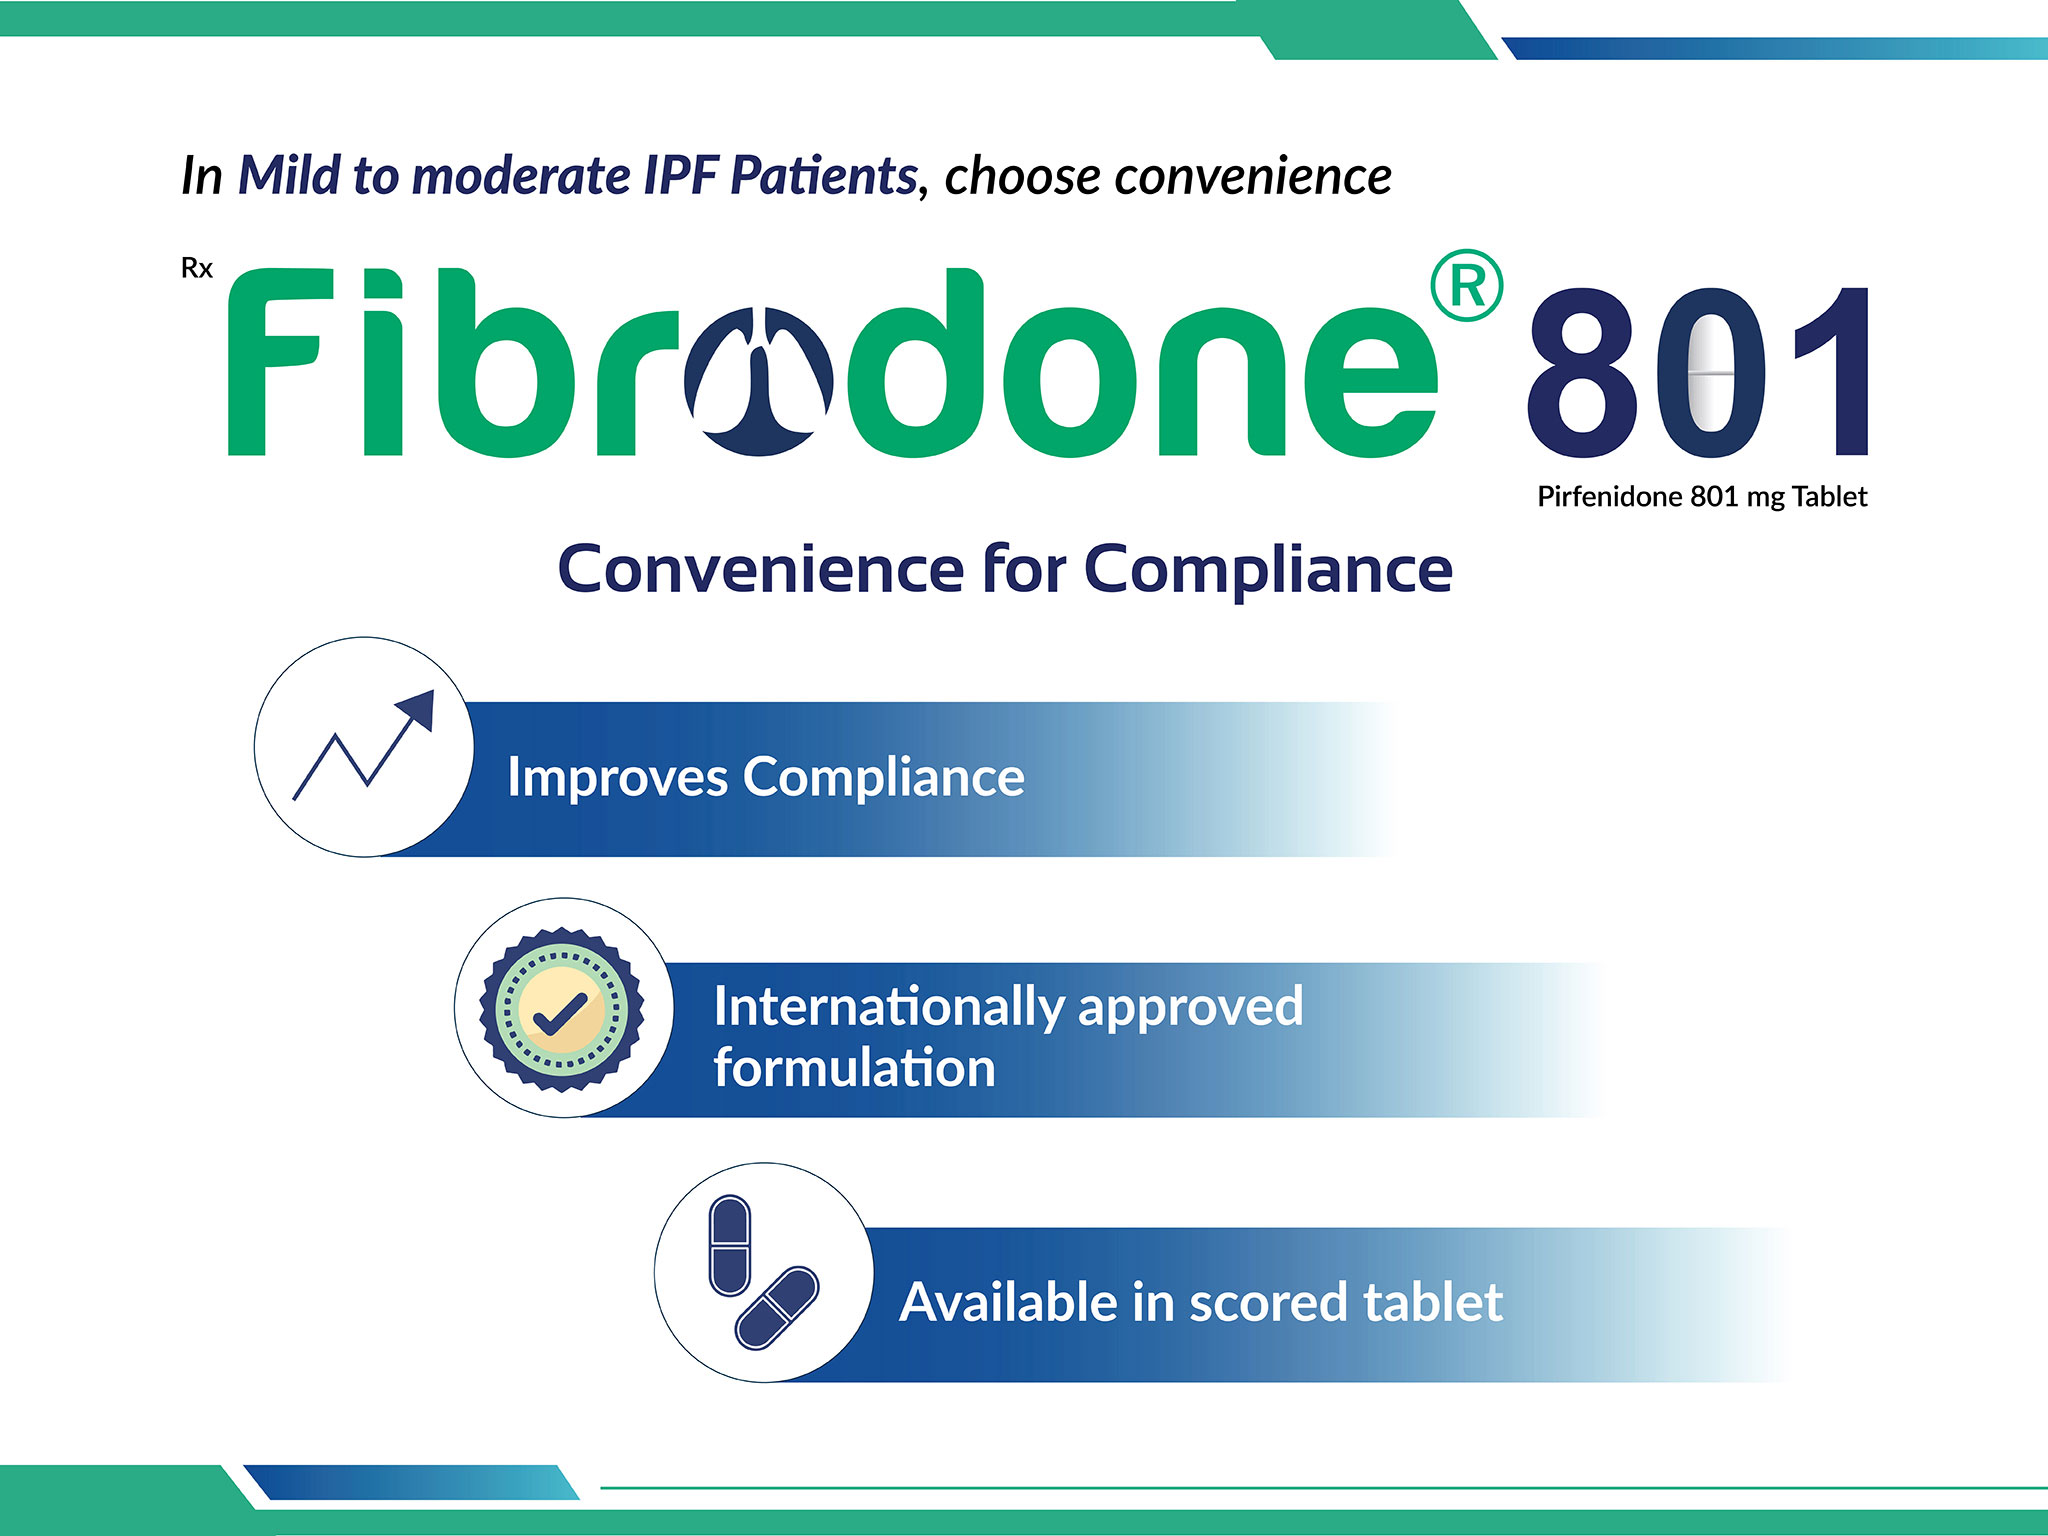 In Mild to moderate IPF Patients, choose convenience
Rx Fibrodone® 801
Pirfenidone 801 mg Tablet
Convenience for Compliance
Improves Compliance
Internationally approved
formulation
Available in scored tablet